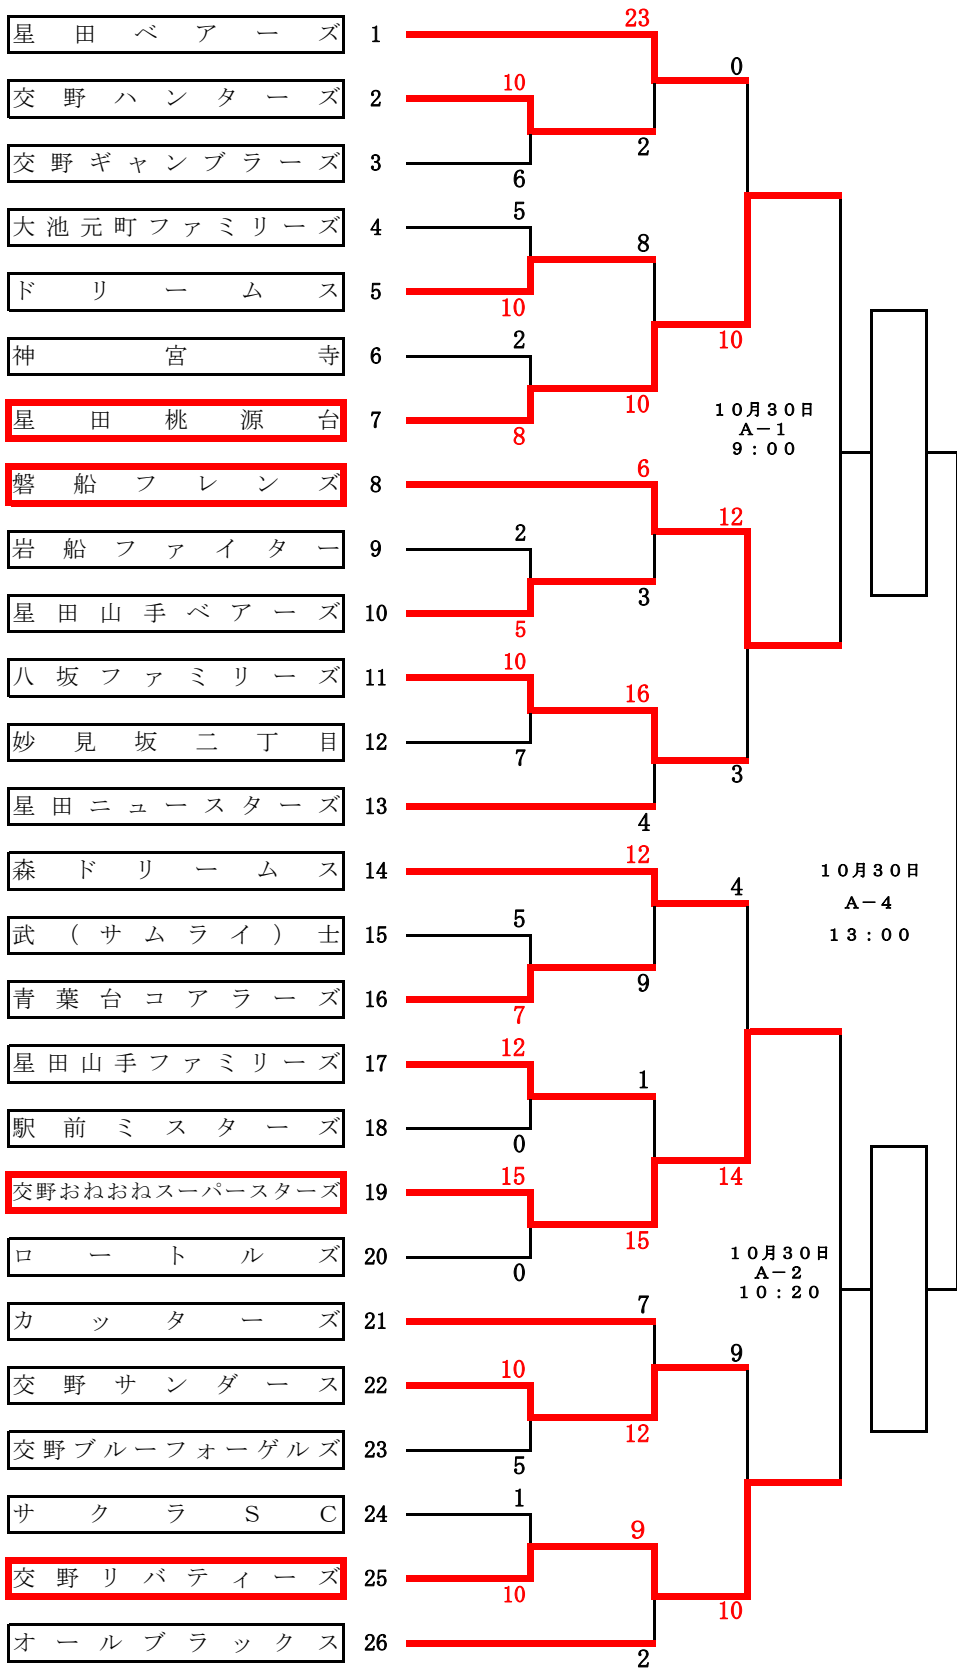 23
星田ベアーズ 1
0
10
交野ハンターズ 2
2
交野ギャンブラーズ 3
6
5
大池元町ファミリーズ 4
8
ドリームス 5
10
2
10
神宮寺 6
10
星田桃源台 7
8
10月30日
A－1
9：00
6
磐船フレンズ 8
12
2
岩船ファイター 9
3
星田山手ベアーズ 10
5
10
八坂ファミリーズ 11
16
妙見坂二丁目 12
7
3
星田ニュースターズ 13
4
12
森ドリームス 14
4
10月30日
A－4
13：00
5
武（サムライ）士 15
9
青葉台コアラーズ 16
7
12
星田山手ファミリーズ 17
1
駅前ミスターズ 18
0
15
14
交野おねおねスーパースターズ 19
15
ロートルズ 20
0
10月30日
A－2
10：20
7
カッターズ 21
9
10
交野サンダース 22
12
交野ブルーフォーゲルズ 23
5
1
サクラSC 24
9
交野リバティーズ 25
10
10
オールブラックス 26
2